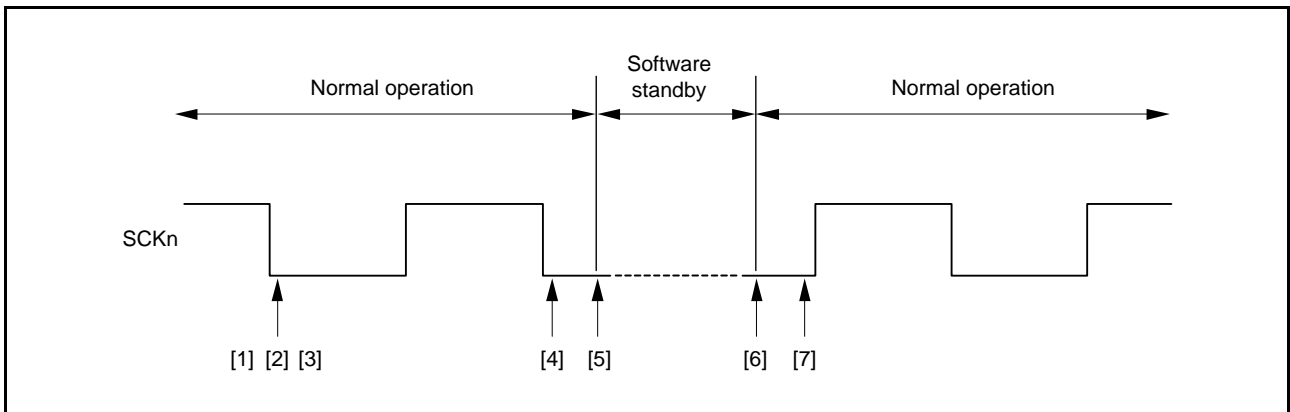 Software
standby
Normal operation
Normal operation
SCKn
[1] [2] [3]
[4]
[5]
[6]
[7]